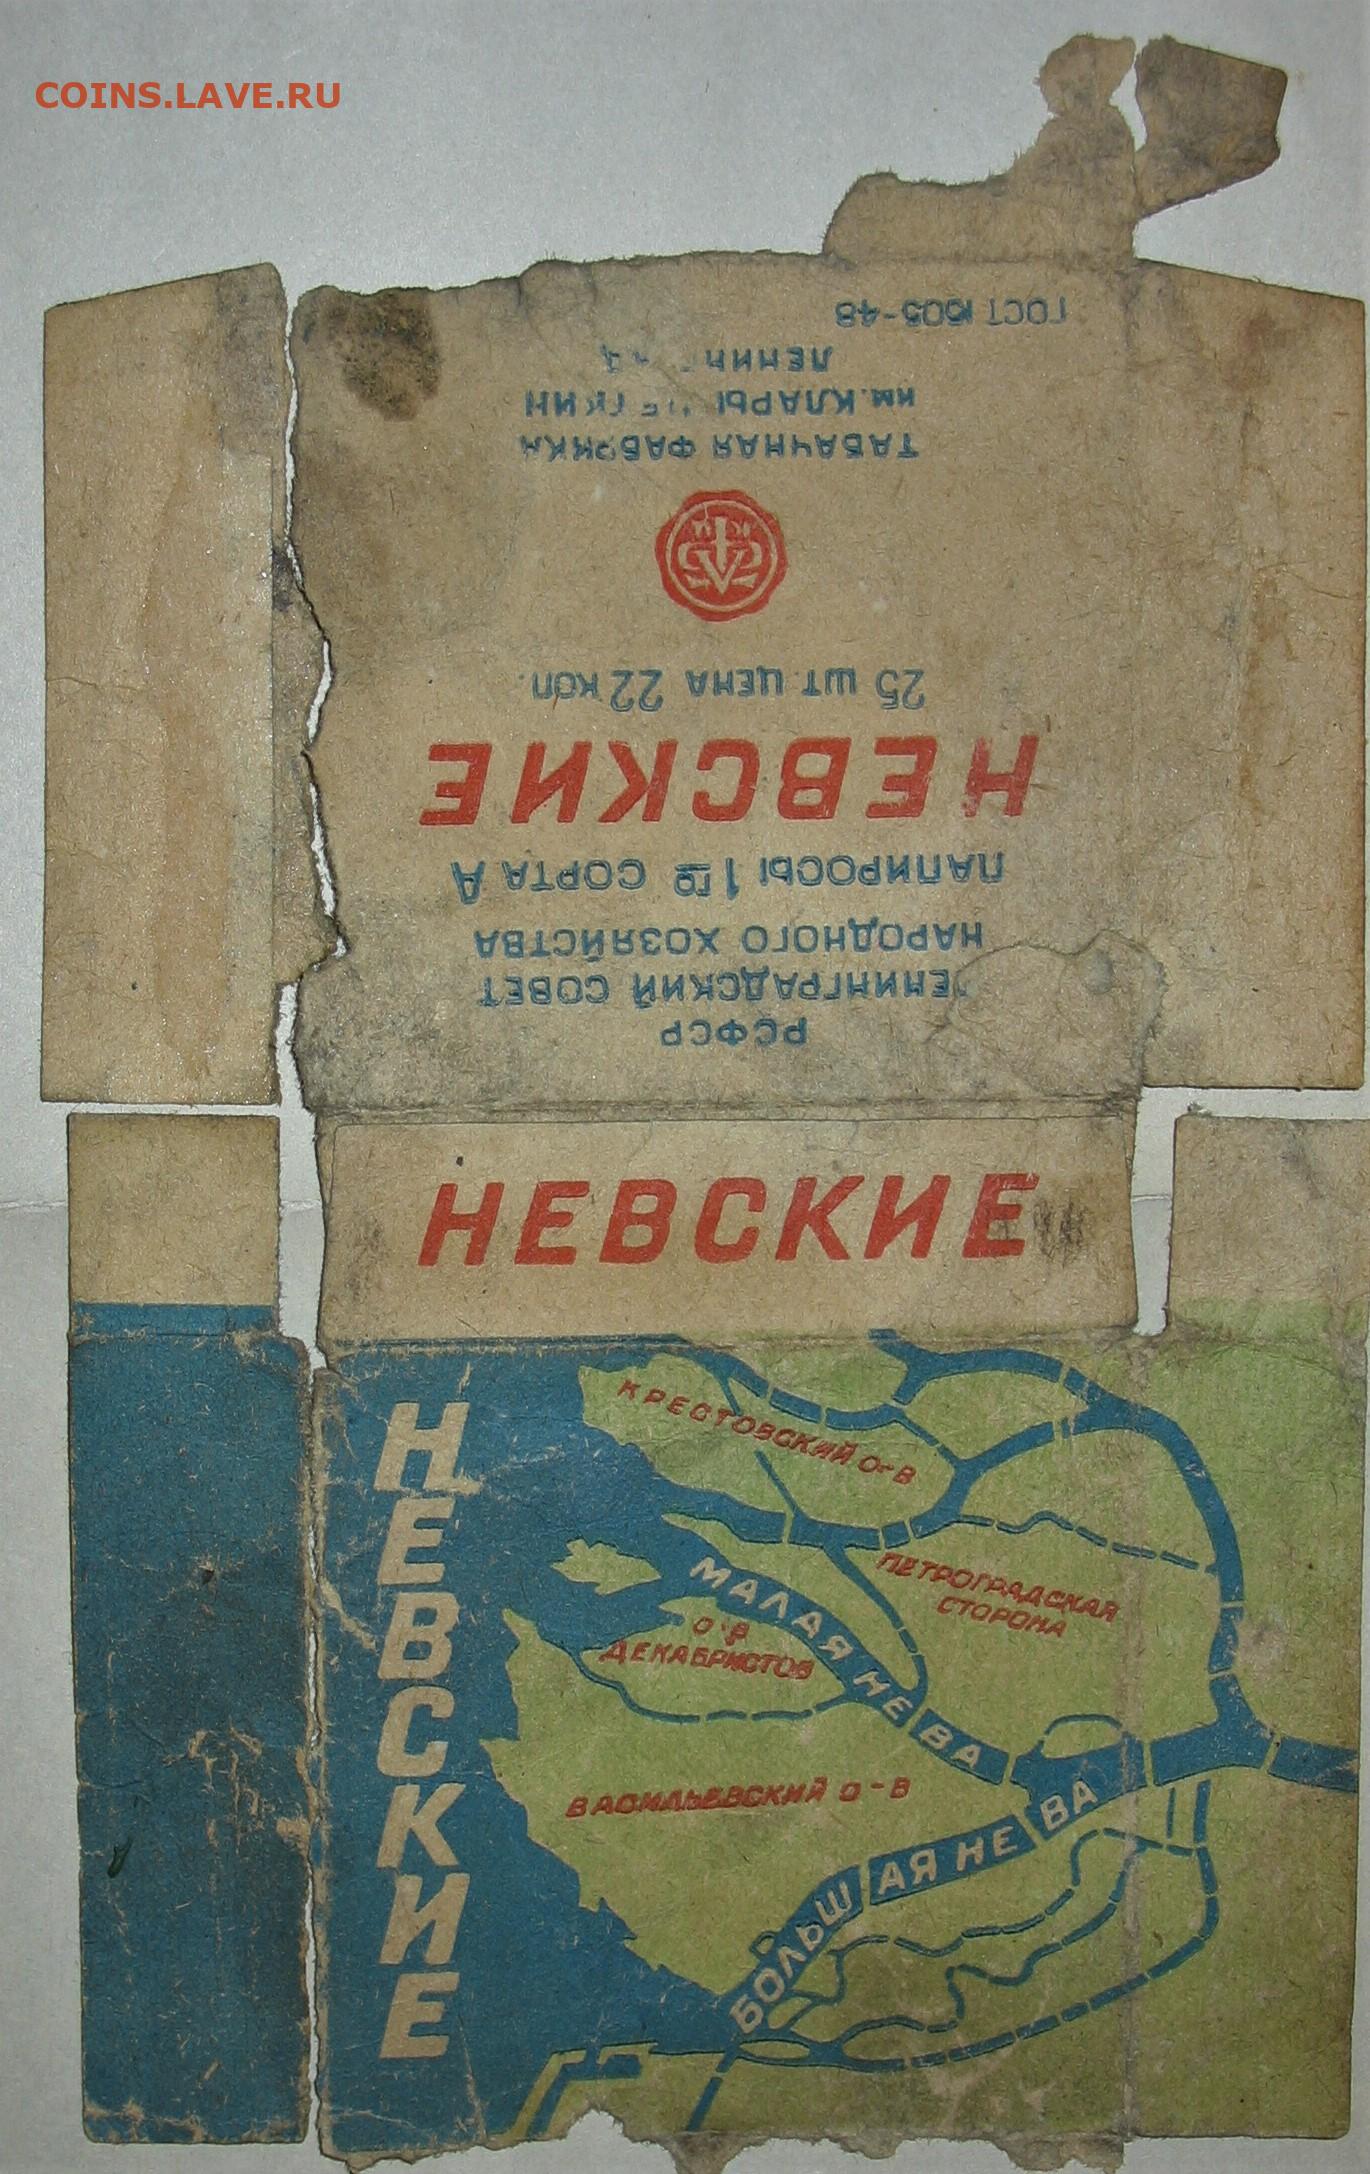 COINS.LAVE.RU
РСФСР
ЛЕНИНГРАДСКИЙ СОВЕТ
НАРОДНОГО ХОЗЯЙСТВА
ПАПИРОСЫ 1го СОРТА А
НЕВСКИЕ
25 ШТ. ЦЕНА 22 КОП.
ТАБАЧНАЯ ФАБРИКА
ИМ. КЛАРЫ ЦЕТКИН
ЛЕНИНГРАД
ГОСТ 1505-48
НЕВСКИЕ
НЕВСКИЕ
КРЕСТОВСКИЙ О-В
ПЕТРОГРАДСКАЯ
СТОРОНА
МАЛАЯ НЕВА
О-В
ДЕКАБРИСТОВ
ВАСИЛЬЕВСКИЙ О-В
БОЛЬШАЯ НЕВА